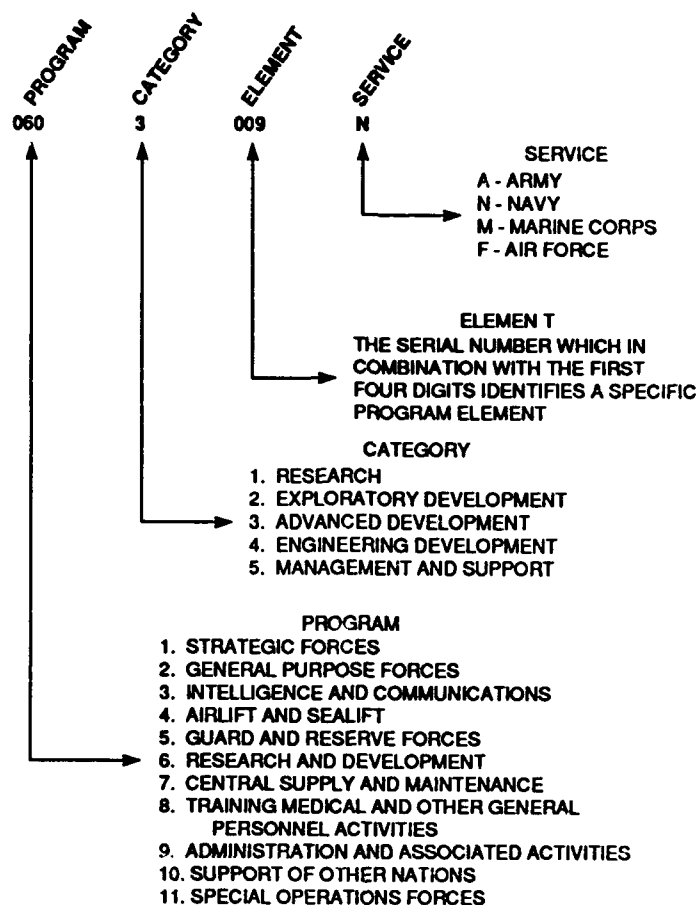 PROGRAM CATEGORY ELEMENT SERVICE
060 3 009 N
SERVICE
A - ARMY
N - NAVY
M - MARINE CORPS
F - AIR FORCE
ELEMEN T
THE SERIAL NUMBER WHICH IN
COMBINATION WITH THE FIRST
FOUR DIGITS IDENTIFIES A SPECIFIC
PROGRAM ELEMENT
CATEGORY
1. RESEARCH
2. EXPLORATORY DEVELOPMENT
3. ADVANCED DEVELOPMENT
4. ENGINEERING DEVELOPMENT
5. MANAGEMENT AND SUPPORT
PROGRAM
1. STRATEGIC FORCES
2. GENERAL PURPOSE FORCES
3. INTELLIGENCE AND COMMUNICATIONS
4. AIRLIFT AND SEALIFT
5. GUARD AND RESERVE FORCES
6. RESEARCH AND DEVELOPMENT
7. CENTRAL SUPPLY AND MAINTENANCE
8. TRAINING MEDICAL AND OTHER GENERAL
PERSONNEL ACTIVITIES
9. ADMINISTRATION AND ASSOCIATED ACTIVITIES
10. SUPPORT OF OTHER NATIONS
11. SPECIAL OPERATIONS FORCES